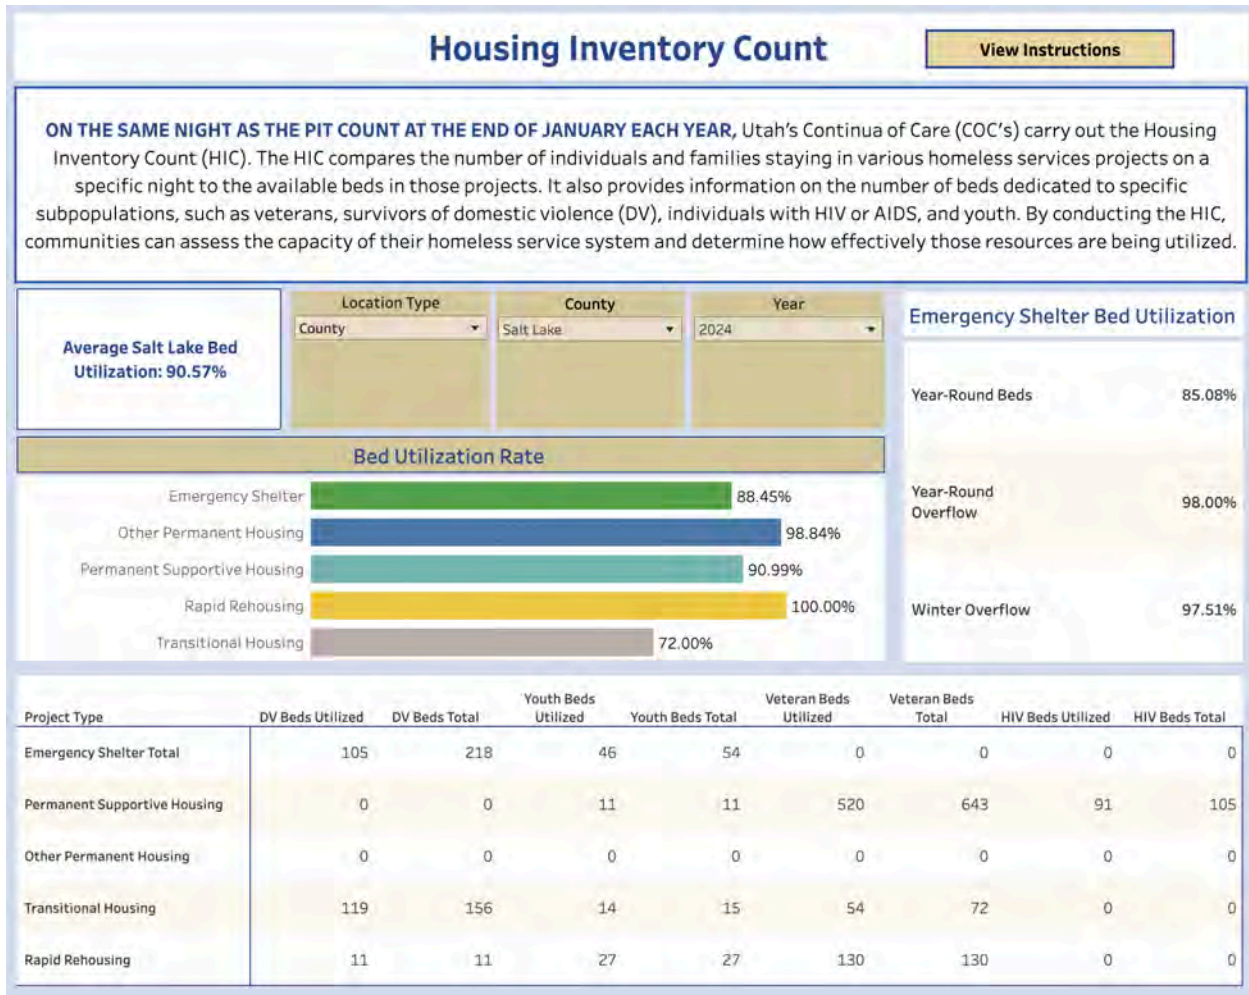 Housing Inventory Count
View Instructions
ON THE SAME NIGHT AS THE PIT COUNT AT THE END OF JANUARY EACH YEAR, Utah's Continua of Care (COC's) carry out the Housing
Inventory Count (HIC). The HIC compares the number of individuals and families staying in various homeless services projects on a
specific night to the available beds in those projects. It also provides information on the number of beds dedicated to specific
subpopulations, such as veterans, survivors of domestic violence (DV), individuals with HIV or AIDS, and youth. By conducting the HIC,
communities can assess the capacity of their homeless service system and determine how effectively those resources are being utilized.
Average Salt Lake Bed
Utilization: 90.57%
Location Type
County
County
Salt Lake
Year
2024
Bed Utilization Rate
Emergency Shelter 88.45%
Other Permanent Housing 98.84%
Permanent Supportive Housing 90.99%
Rapid Rehousing 100.00%
Transitional Housing 72.00%
Emergency Shelter Bed Utilization
Year-Round Beds 85.08%
Year-Round
Overflow 98.00%
Winter Overflow 97.51%
Project Type DV Beds Utilized DV Beds Total Youth Beds Utilized Youth Beds Total Veteran Beds Utilized Veteran Beds Total HIV Beds Utilized HIV Beds Total
Emergency Shelter Total 105 218 46 54 0 0 0 0
Permanent Supportive Housing 0 0 11 11 520 643 91 105
Other Permanent Housing 0 0 0 0 0 0 0 0
Transitional Housing 119 156 14 15 54 72 0 0
Rapid Rehousing 11 11 27 27 130 130 0 0